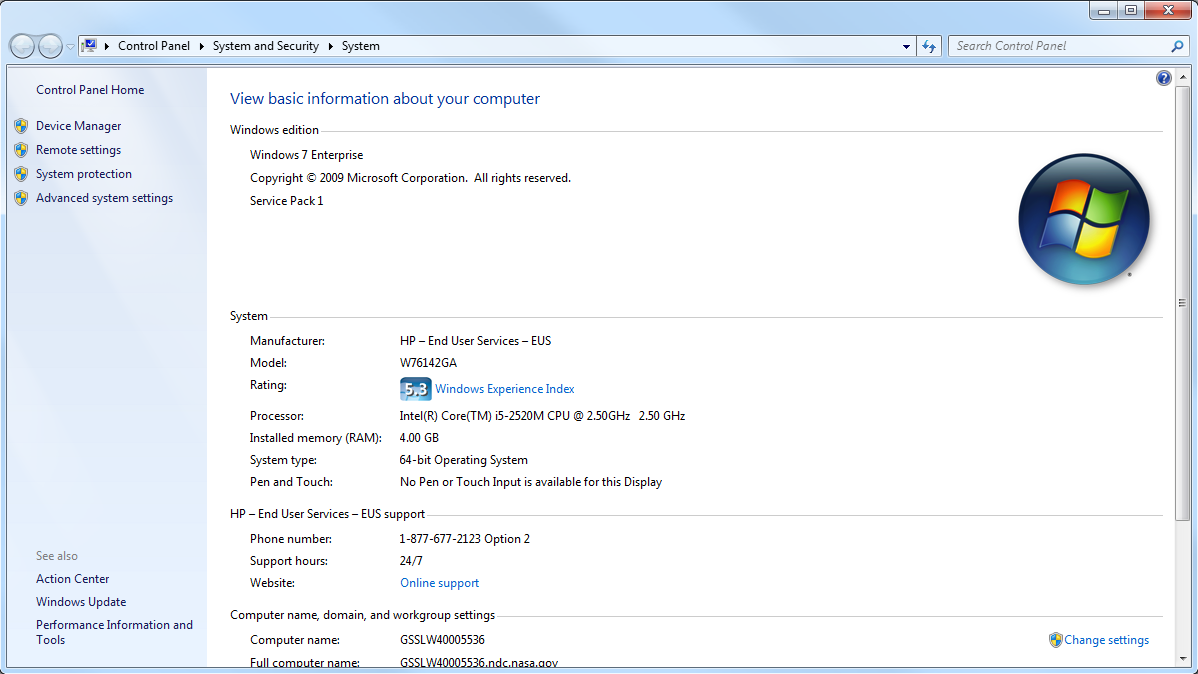 Control Panel ▸ System and Security ▸ System
Search Control Panel
Control Panel Home
Device Manager
Remote settings
System protection
Advanced system settings
See also
Action Center
Windows Update
Performance Information and
Tools
View basic information about your computer
Windows edition
Windows 7 Enterprise
Copyright © 2009 Microsoft Corporation.  All rights reserved.
Service Pack 1
System
Manufacturer: HP – End User Services – EUS
Model: W76142GA
Rating: 5,3 Windows Experience Index
Processor: Intel(R) Core(TM) i5-2520M CPU @ 2.50GHz   2.50 GHz
Installed memory (RAM): 4.00 GB
System type: 64-bit Operating System
Pen and Touch: No Pen or Touch Input is available for this Display
HP – End User Services – EUS support
Phone number: 1-877-677-2123 Option 2
Support hours: 24/7
Website: Online support
Computer name, domain, and workgroup settings
Computer name: GSSLW40005536
Change settings
Full computer name: GSSLW40005536.ndc.nasa.gov